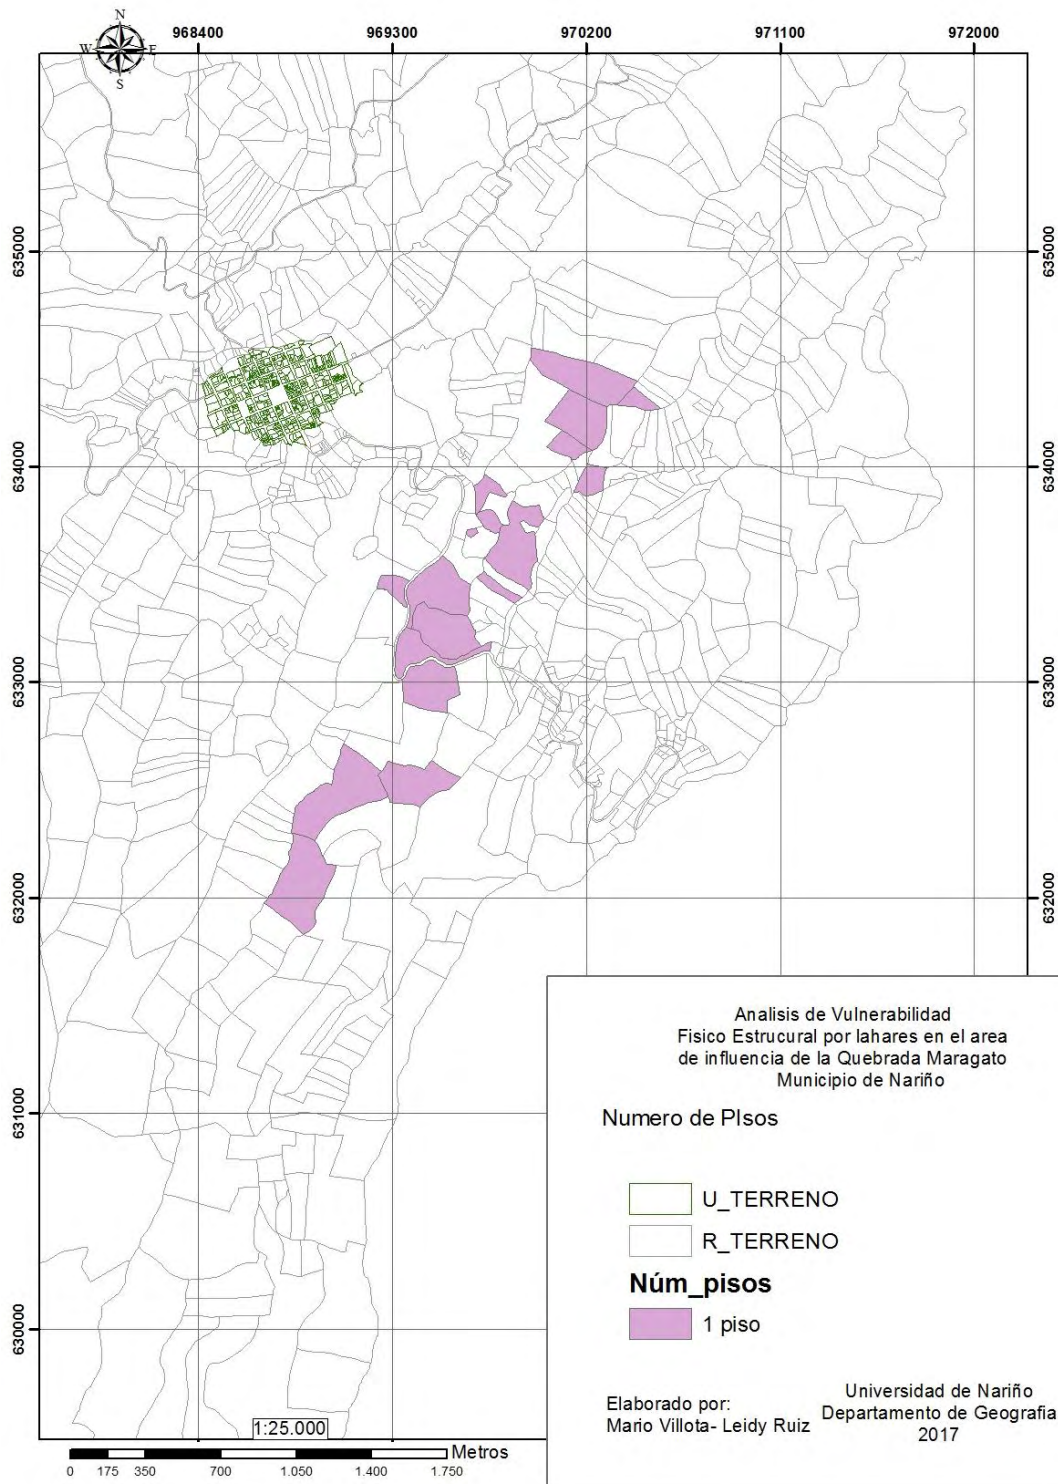 N
W E
S
968400 969300 970200 971100 972000
635000 635000
634000 634000
633000 633000
632000 632000
631000
630000
Analisis de Vulnerabilidad
Fisico Estrucural por lahares en el area
de influencia de la Quebrada Maragato
Municipio de Nariño
Numero de PIsos
U_TERRENO
R_TERRENO
Núm_pisos
1 piso
Elaborado por:
Mario Villota- Leidy Ruiz
Universidad de Nariño
Departamento de Geografia
2017
1:25.000
Metros
0 175 350 700 1.050 1.400 1.750